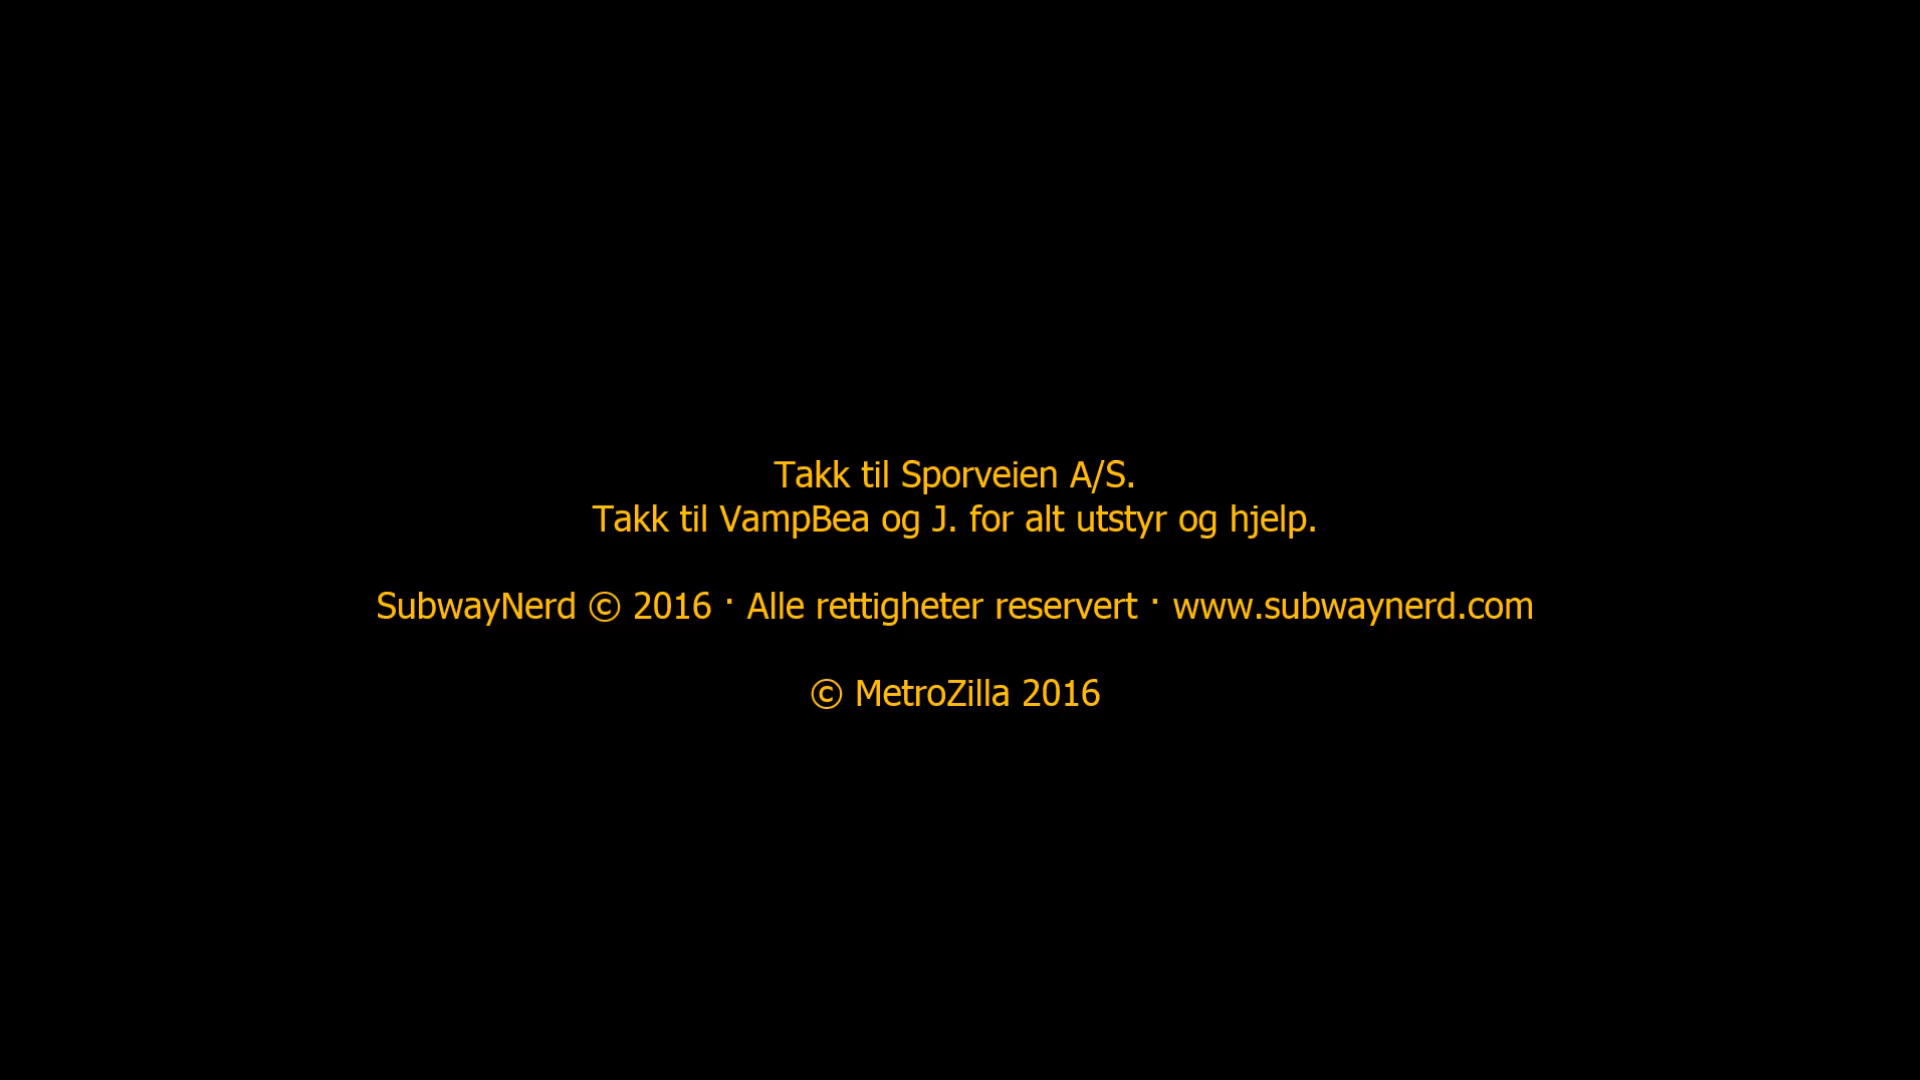 Takk til Sporveien A/S.
Takk til VampBea og J. for alt utstyr og hjelp.
SubwayNerd © 2016 · Alle rettigheter reservert · www.subwaynerd.com
© MetroZilla 2016